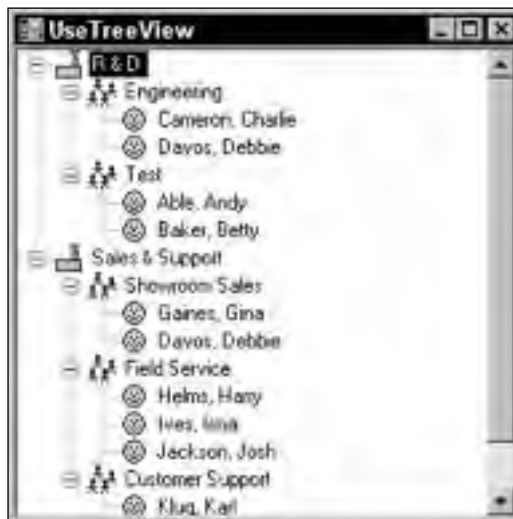 UseTreeView
R & D
Engineering
Cameron, Charlie
Davos, Debbie
Test
Able, Andy
Baker, Betty
Sales & Support
Showroom Sales
Gaines, Gina
Davos, Debbie
Field Service
Helms, Harry
Ives, Irma
Jackson, Josh
Customer Support
Klug, Karl